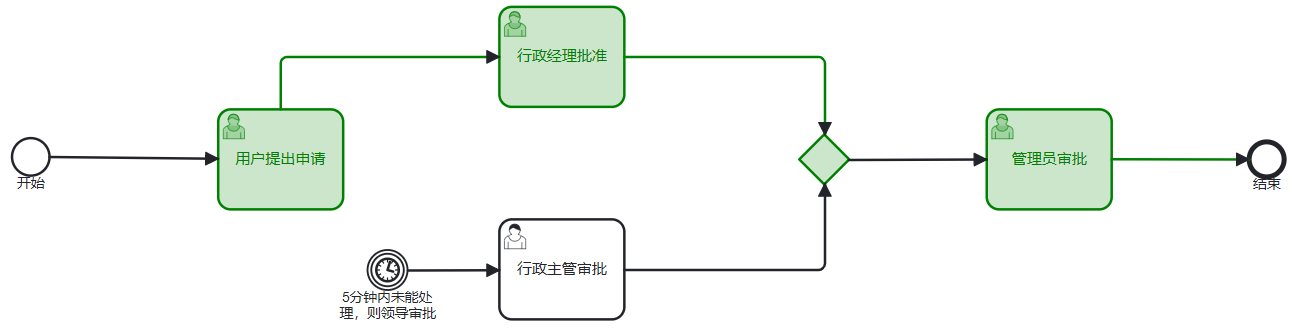 行政经理批准
用户提出申请
管理员审批
开始
结束
行政主管审批
5分钟内未能处
理，则领导审批